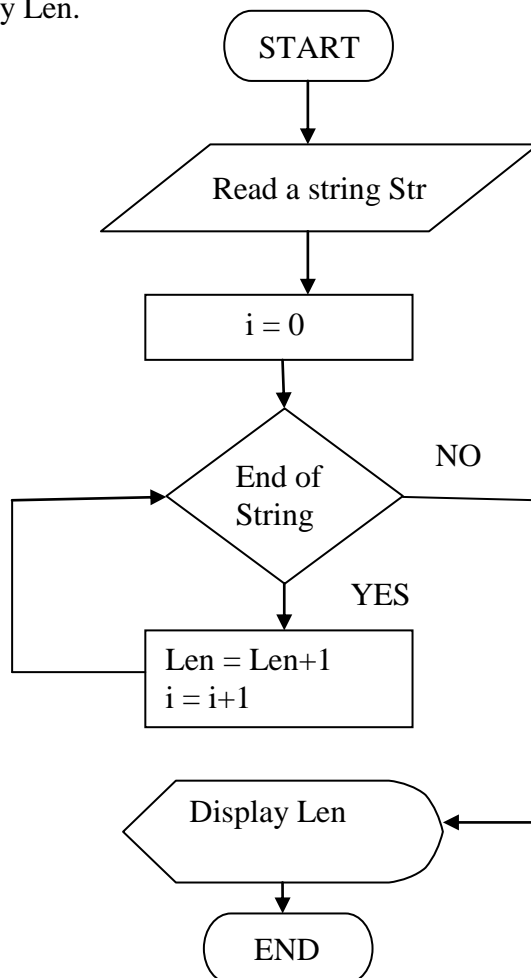 y Len.
START
Read a string Str
i = 0
End of
String
NO
YES
Len = Len+1
i = i+1
Display Len
END